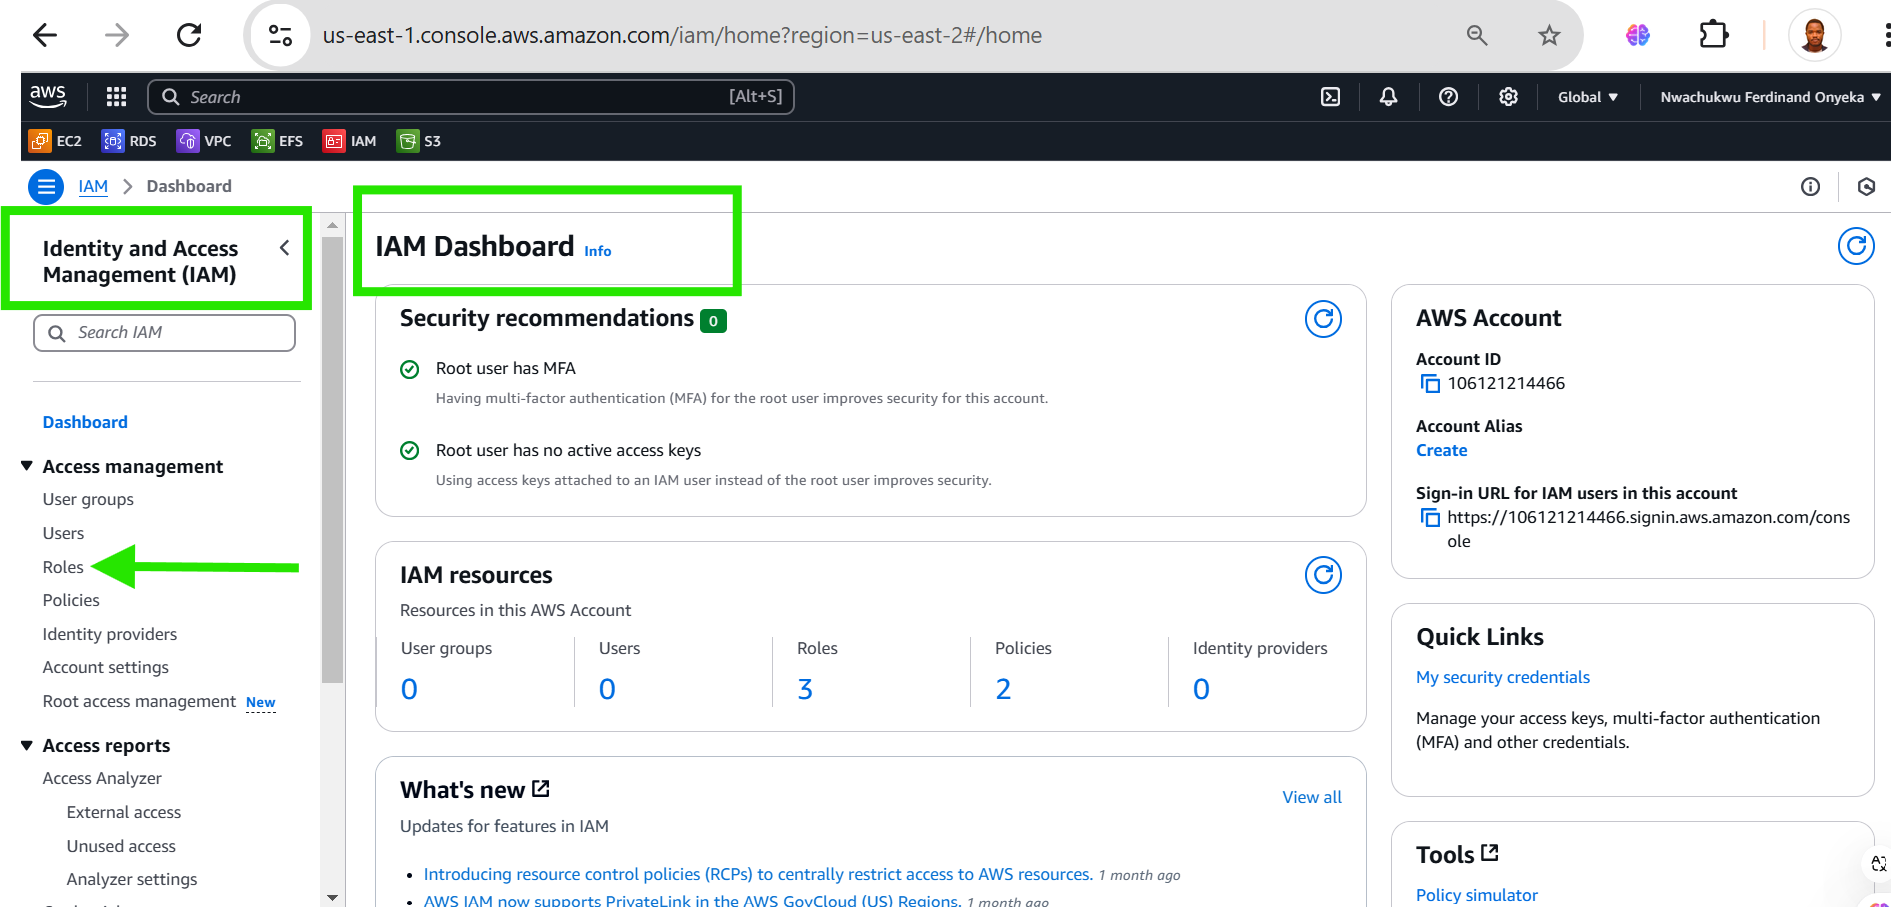 us-east-1.console.aws.amazon.com/iam/home?region=us-east-2#/home
aws
Search [Alt+S]
Global
Nwachukwu Ferdinand Onyeka
EC2 RDS VPC EFS IAM S3
IAM > Dashboard
Identity and Access
Management (IAM)
Search IAM
Dashboard
Access management
User groups
Users
Roles
Policies
Identity providers
Account settings
Root access management New
Access reports
Access Analyzer
External access
Unused access
Analyzer settings
IAM Dashboard Info
Security recommendations 0
Root user has MFA
Having multi-factor authentication (MFA) for the root user improves security for this account.
Root user has no active access keys
Using access keys attached to an IAM user instead of the root user improves security.
IAM resources
Resources in this AWS Account
User groups Users Roles Policies Identity providers
0 0 3 2 0
What's new
View all
Updates for features in IAM
• Introducing resource control policies (RCPs) to centrally restrict access to AWS resources. 1 month ago
• AWS IAM now supports PrivateLink in the AWS GovCloud (US) Regions. 1 month ago
AWS Account
Account ID
106121214466
Account Alias
Create
Sign-in URL for IAM users in this account
https://106121214466.signin.aws.amazon.com/cons
ole
Quick Links
My security credentials
Manage your access keys, multi-factor authentication
(MFA) and other credentials.
Tools
Policy simulator